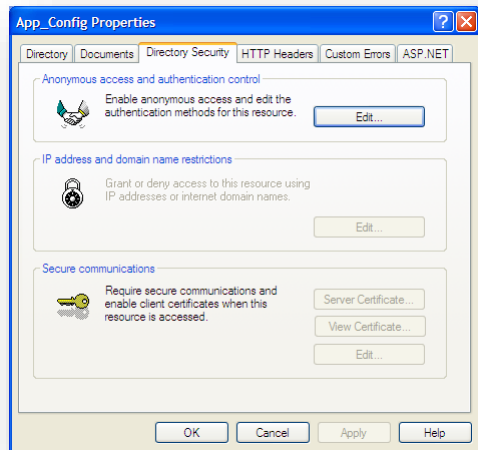 App_Config Properties
Directory Documents Directory Security HTTP Headers Custom Errors ASP.NET
Anonymous access and authentication control
Enable anonymous access and edit the
authentication methods for this resource.
Edit...
IP address and domain name restrictions
Grant or deny access to this resource using
IP addresses or internet domain names.
Edit...
Secure communications
Require secure communications and
enable client certificates when this
resource is accessed.
Server Certificate...
View Certificate...
Edit...
OK Cancel Apply Help